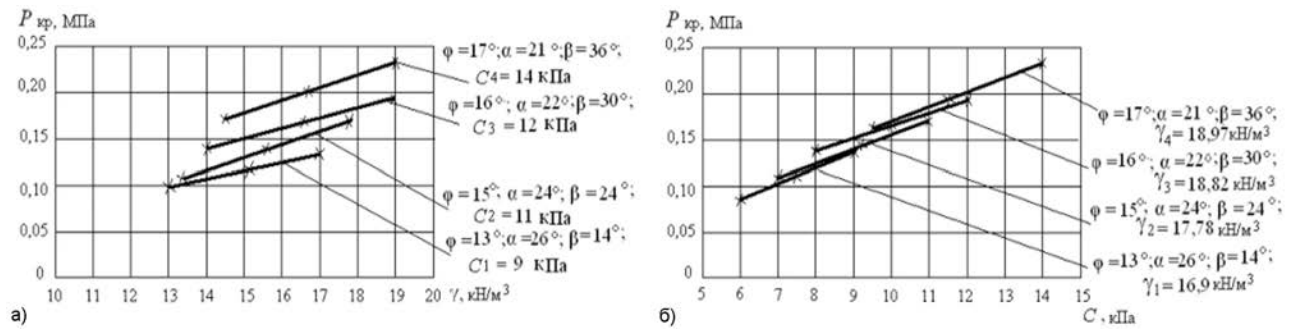 P кр, МПа
0,25
0,20
0,15
0,10
0,05
0
10 11 12 13 14 15 16 17 18 19 20
γ, кН/м³
φ=17°;α=21°;β=36°;
C4= 14 кПа
φ=16°; α=22°;β=30°;
C3= 12 кПа
φ=15°; α=24°; β=24°;
C2= 11 кПа
φ=13°;α=26°; β=14°;
C1= 9 кПа
а)
P кр, МПа
0,25
0,20
0,15
0,10
0,05
0
5 6 7 8 9 10 11 12 13 14 15
C , кПа
φ=17°;α=21°;β=36°;
γ4= 18,97кН/м³
φ=16°; α=22°;β=30°;
γ3= 18,82 кН/м³
φ=15°; α=24°; β=24°;
γ2= 17,78 кН/м³
φ=13°;α=26°; β=14°;
γ1= 16,9 кН/м³
б)